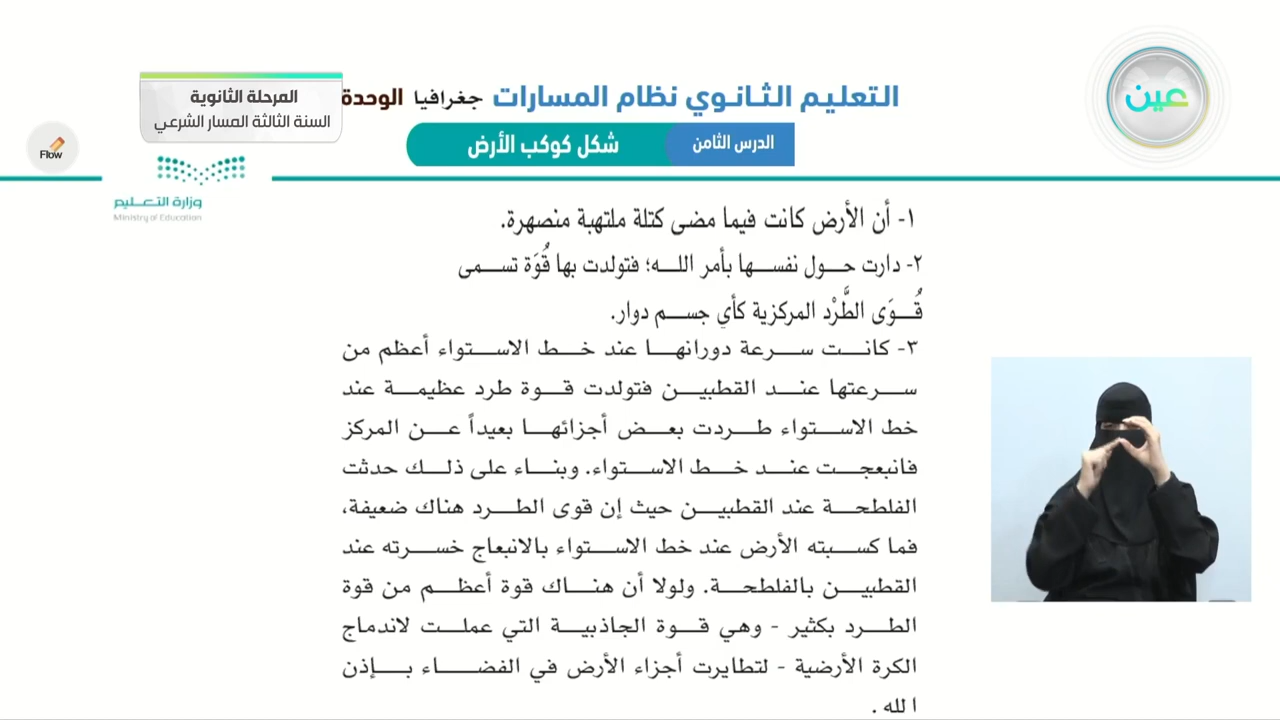 التعليم الثانوي نظام المسارات جغرافيا الوحدة
المرحلة الثانوية
السنة الثالثة المسار الشرعي
عين
الدرس الثامن
شكل كوكب الأرض
Flow
وزارة التعليم
Ministry of Education
١- أن الأرض كانت فيما مضى كتلة ملتهبة منصهرة.
٢- دارت حول نفسها بأمر الله؛ فتولدت بها قُوَة تسمى
قُوَى الطَّرْد المركزية كأي جسم دوار.
٣- كانت سرعة دورانها عند خط الاستواء أعظم من
سرعتها عند القطبين فتولدت قوة طرد عظيمة عند
خط الاستواء طردت بعض أجزائها بعيداً عن المركز
فانبعجت عند خط الاستواء. وبناء على ذلك حدثت
الفلطحة عند القطبين حيث إن قوى الطرد هناك ضعيفة،
فما كسبته الأرض عند خط الاستواء بالانبعاج خسرته عند
القطبين بالفلطحة. ولولا أن هناك قوة أعظم من قوة
الطرد بكثير - وهي قوة الجاذبية التي عملت لاندماج
الكرة الأرضية - لتطايرت أجزاء الأرض في الفضاء بإذن
الله.